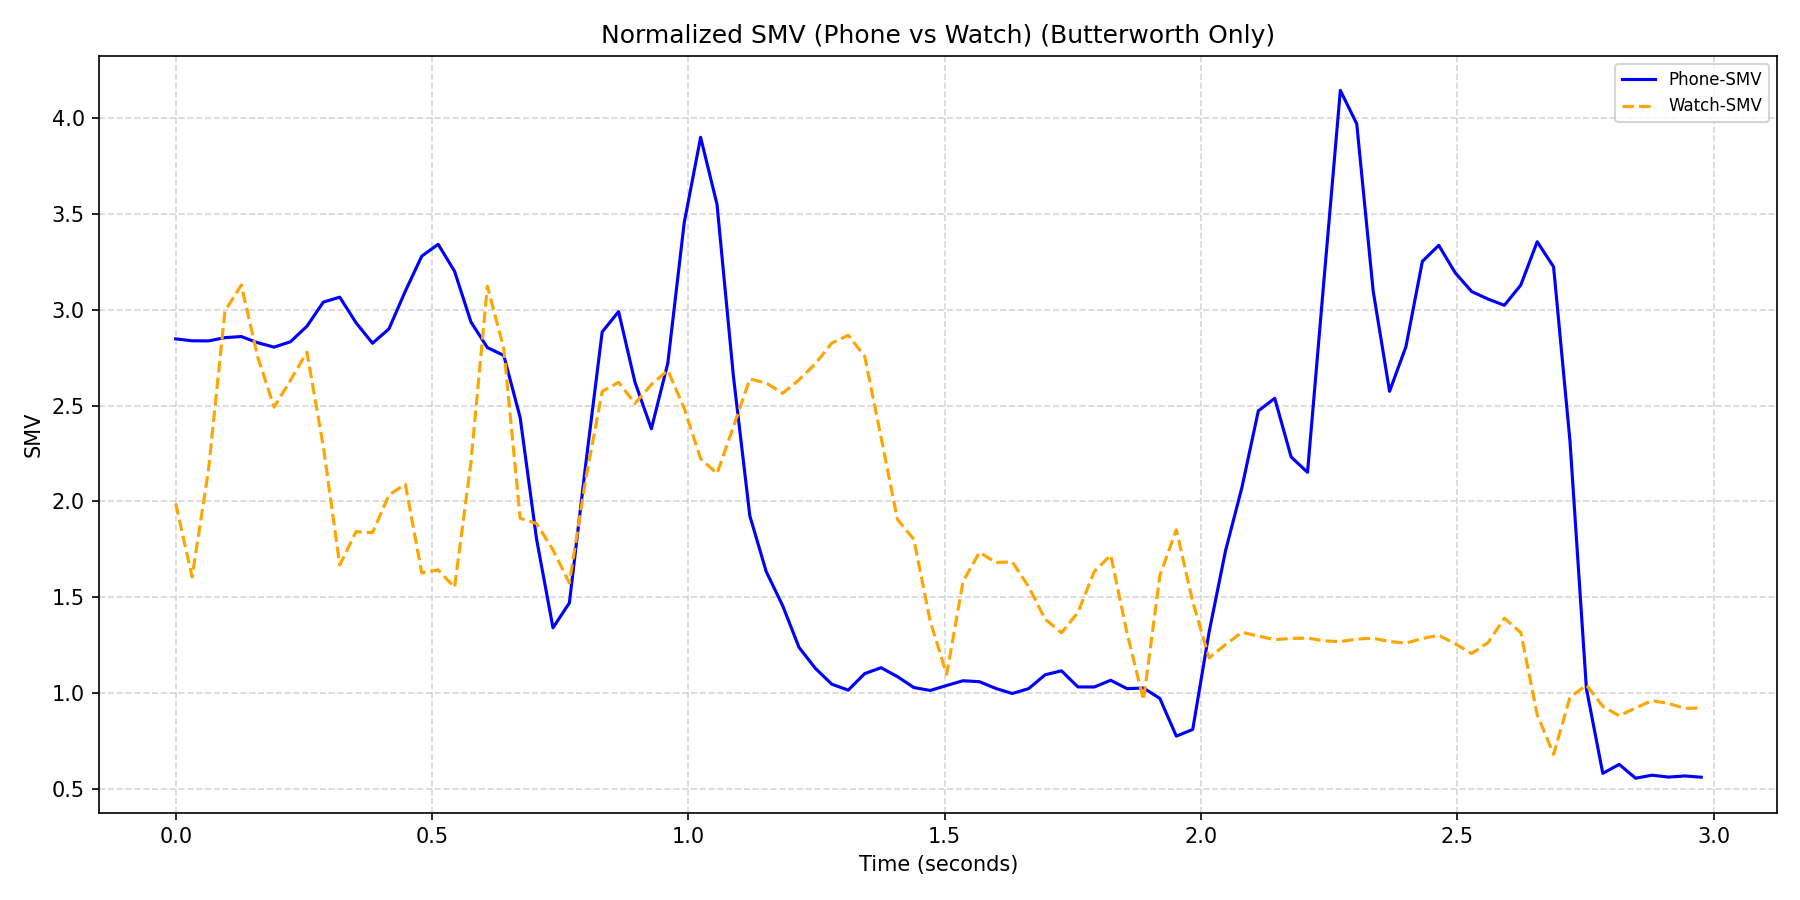 Normalized SMV (Phone vs Watch) (Butterworth Only)
Phone-SMV
Watch-SMV
SMV
4.0
3.5
3.0
2.5
2.0
1.5
1.0
0.5
0.0 0.5 1.0 1.5 2.0 2.5 3.0
Time (seconds)